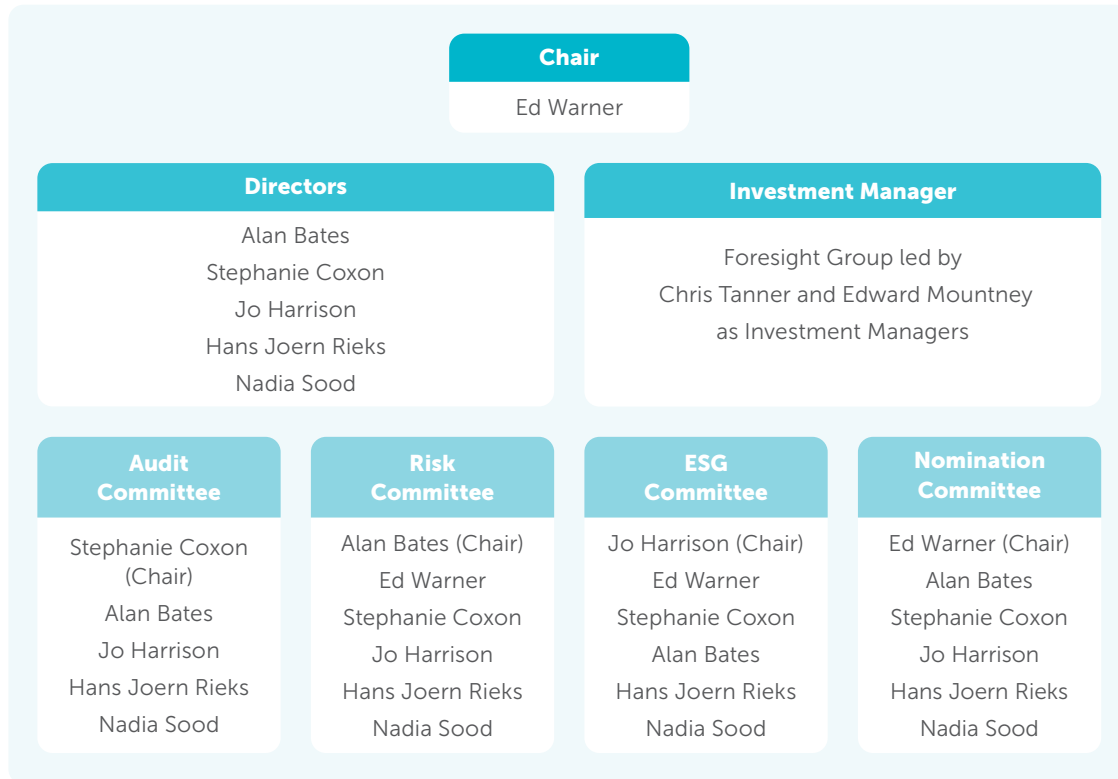 Chair
Ed Warner
Directors
Alan Bates
Stephanie Coxon
Jo Harrison
Hans Joern Rieks
Nadia Sood
Investment Manager
Foresight Group led by
Chris Tanner and Edward Mountney
as Investment Managers
Audit
Committee
Stephanie Coxon
(Chair)
Alan Bates
Jo Harrison
Hans Joern Rieks
Nadia Sood
Risk
Committee
Alan Bates (Chair)
Ed Warner
Stephanie Coxon
Jo Harrison
Hans Joern Rieks
Nadia Sood
ESG
Committee
Jo Harrison (Chair)
Ed Warner
Stephanie Coxon
Alan Bates
Hans Joern Rieks
Nadia Sood
Nomination
Committee
Ed Warner (Chair)
Alan Bates
Stephanie Coxon
Jo Harrison
Hans Joern Rieks
Nadia Sood